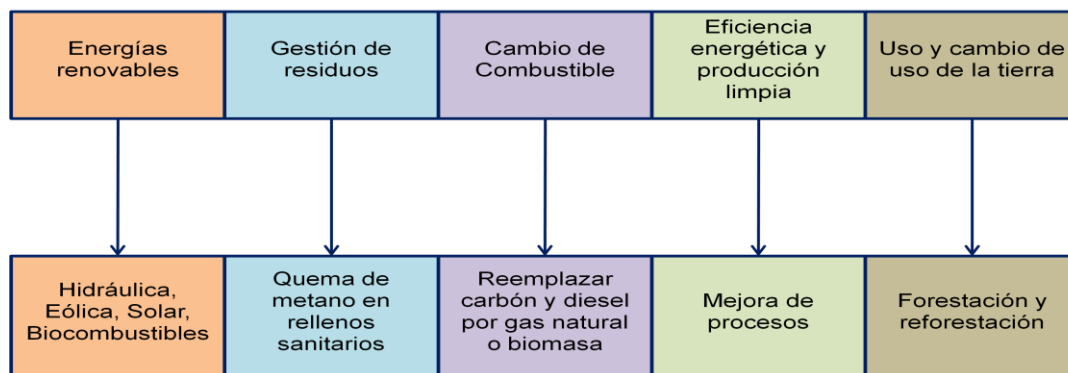 Energías
renovables
Gestión de
residuos
Cambio de
Combustible
Eficiencia
energética y
producción
limpia
Uso y cambio de
uso de la tierra
Hidráulica,
Eólica, Solar,
Biocombustibles
Quema de
metano en
rellenos
sanitarios
Reemplazar
carbón y diesel
por gas natural
o biomasa
Mejora de
procesos
Forestación y
reforestación